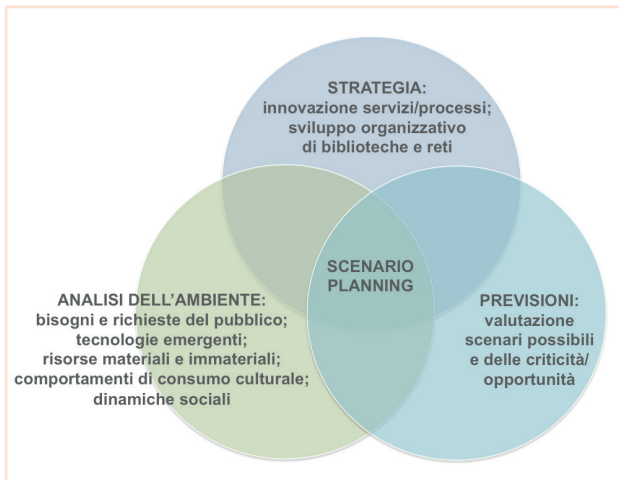 STRATEGIA:
innovazione servizi/processi;
sviluppo organizzativo
di biblioteche e reti
SCENARIO
PLANNING
ANALISI DELL'AMBIENTE:
bisogni e richieste del pubblico;
tecnologie emergenti;
risorse materiali e immateriali;
comportamenti di consumo culturale;
dinamiche sociali
PREVISIONI:
valutazione
scenari possibili
e delle criticità/
opportunità